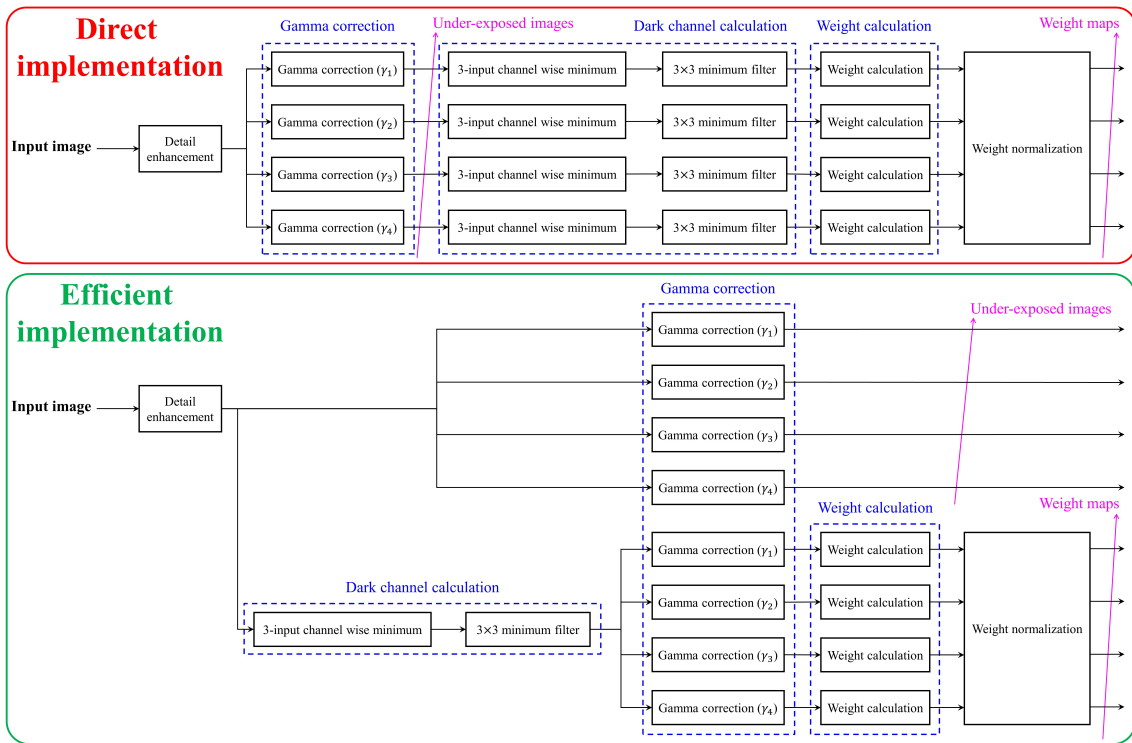 Direct
implementation
Gamma correction
Under-exposed images
Dark channel calculation
Weight calculation
Weight maps
Gamma correction (γ₁)
3-input channel wise minimum
3×3 minimum filter
Weight calculation
Gamma correction (γ₂)
3-input channel wise minimum
3×3 minimum filter
Weight calculation
Input image
Detail
enhancement
Weight normalization
Gamma correction (γ₃)
3-input channel wise minimum
3×3 minimum filter
Weight calculation
Gamma correction (γ₄)
3-input channel wise minimum
3×3 minimum filter
Weight calculation
Efficient
implementation
Gamma correction
Under-exposed images
Gamma correction (γ₁)
Gamma correction (γ₂)
Input image
Detail
enhancement
Gamma correction (γ₃)
Gamma correction (γ₄)
Weight calculation
Weight maps
Gamma correction (γ₁)
Weight calculation
Dark channel calculation
Gamma correction (γ₂)
Weight calculation
3-input channel wise minimum
3×3 minimum filter
Weight normalization
Gamma correction (γ₃)
Weight calculation
Gamma correction (γ₄)
Weight calculation